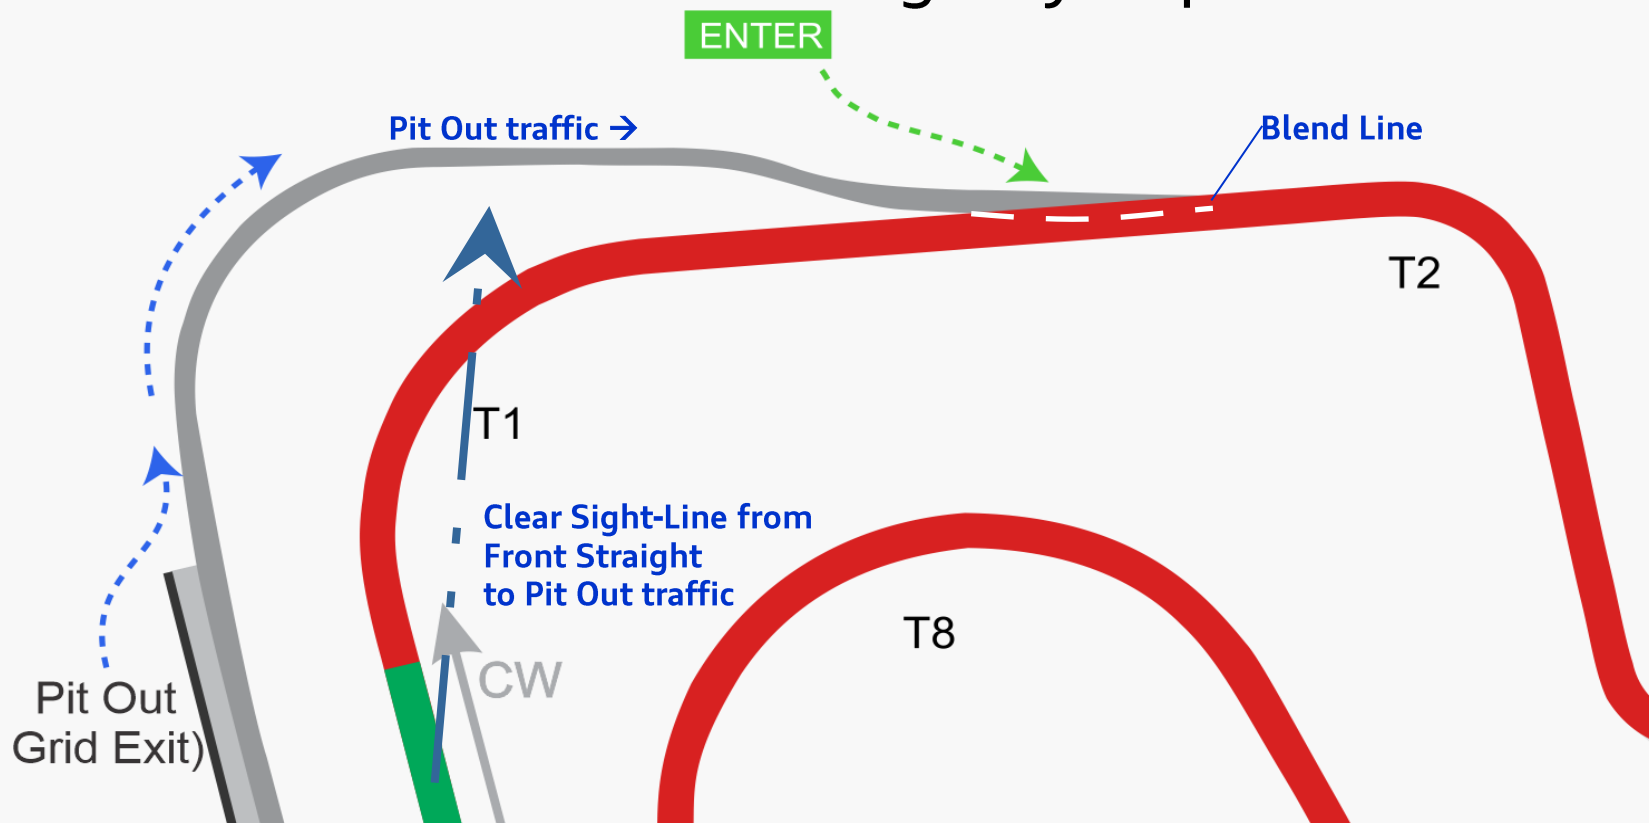 ENTER
Pit Out traffic →
Blend Line
T2
T1
Clear Sight-Line from
Front Straight
to Pit Out traffic
T8
CW
Pit Out
Grid Exit)